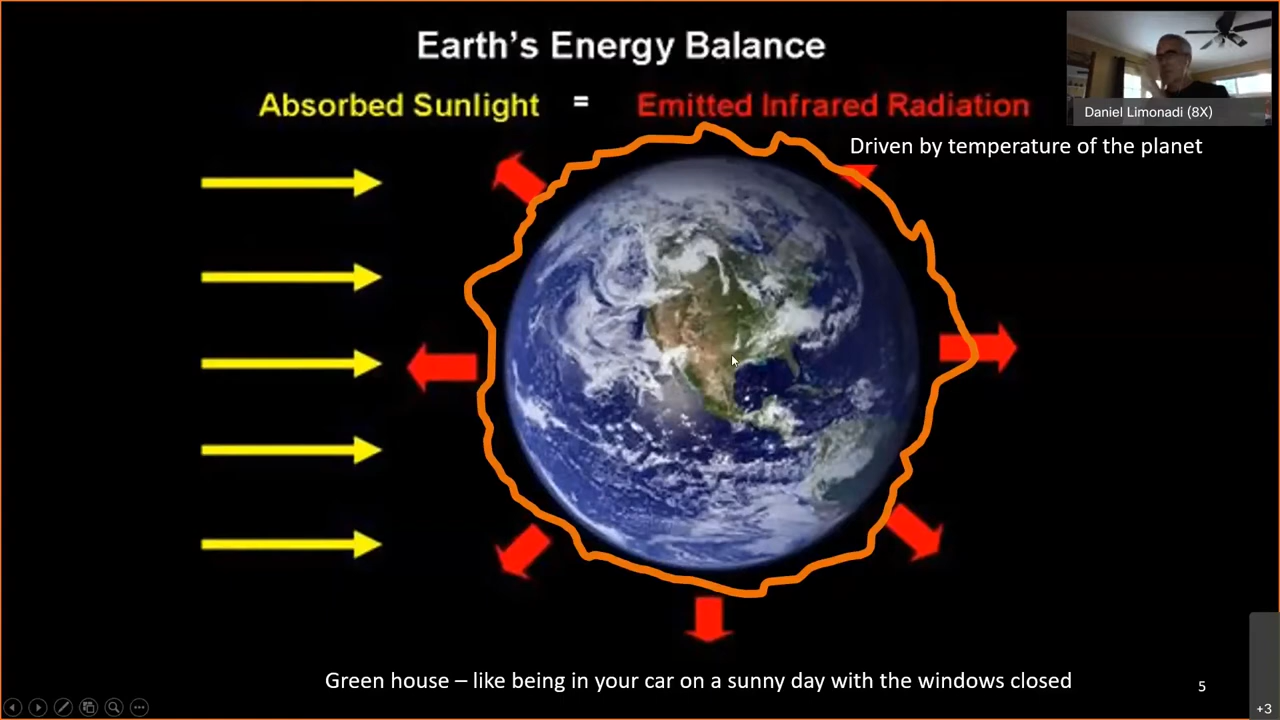 Earth's Energy Balance
Absorbed Sunlight = Emitted Infrared Radiation
Daniel Limonadi (8X)
Driven by temperature of the planet
Green house – like being in your car on a sunny day with the windows closed
5
+3